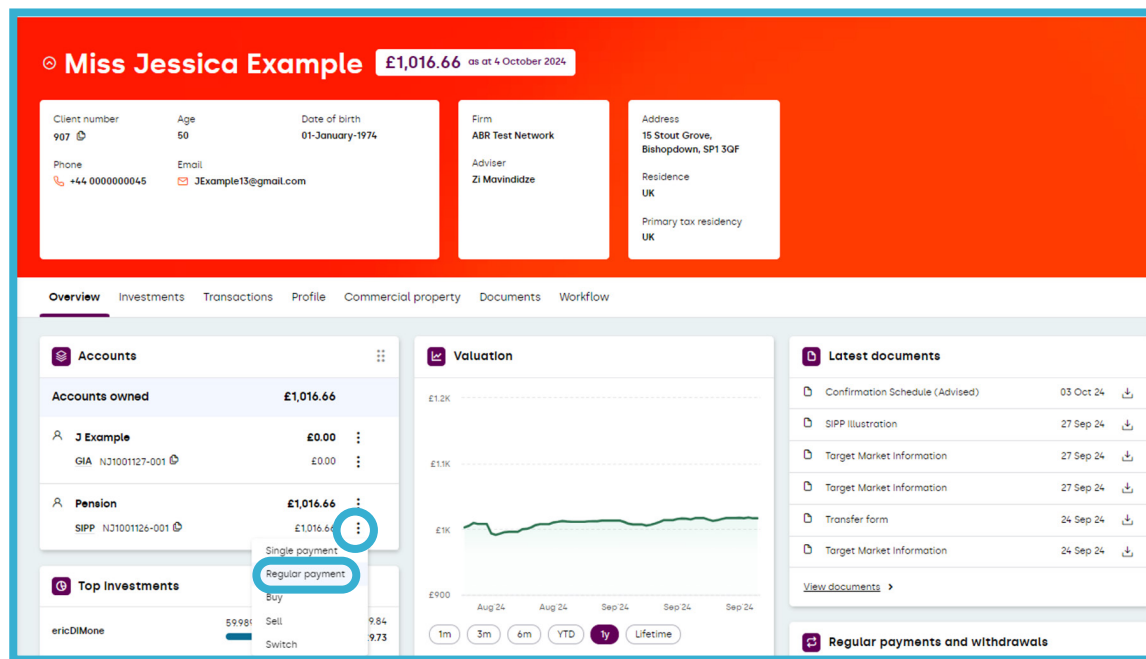 Miss Jessica Example £1,016.66 as at 4 October 2024
Client number Age Date of birth
907 50 01-January-1974
Phone Email
+44 0000000045 JExample13@gmail.com
Firm
ABR Test Network
Adviser
Zi Mavindidze
Address
15 Stout Grove,
Bishopdown, SP1 3QF
Residence
UK
Primary tax residency
UK
Overview Investments Transactions Profile Commercial property Documents Workflow
Accounts
Accounts owned £1,016.66
J Example £0.00
GIA NJ1001127-001 £0.00
Pension £1,016.66
SIPP NJ1001126-001 £1,016.66
Single payment
Regular payment
Buy
Sell
Switch
Top Investments
ericDIMone 59.98
9.84
9.73
Valuation
£1.2K
£1.1K
£1K
£900
Aug 24 Aug 24 Sep 24 Sep 24 Sep 24
1m 3m 6m YTD 1y Lifetime
Latest documents
Confirmation Schedule (Advised) 03 Oct 24
SIPP Illustration 27 Sep 24
Target Market Information 27 Sep 24
Target Market Information 27 Sep 24
Transfer form 24 Sep 24
Target Market Information 24 Sep 24
View documents
Regular payments and withdrawals